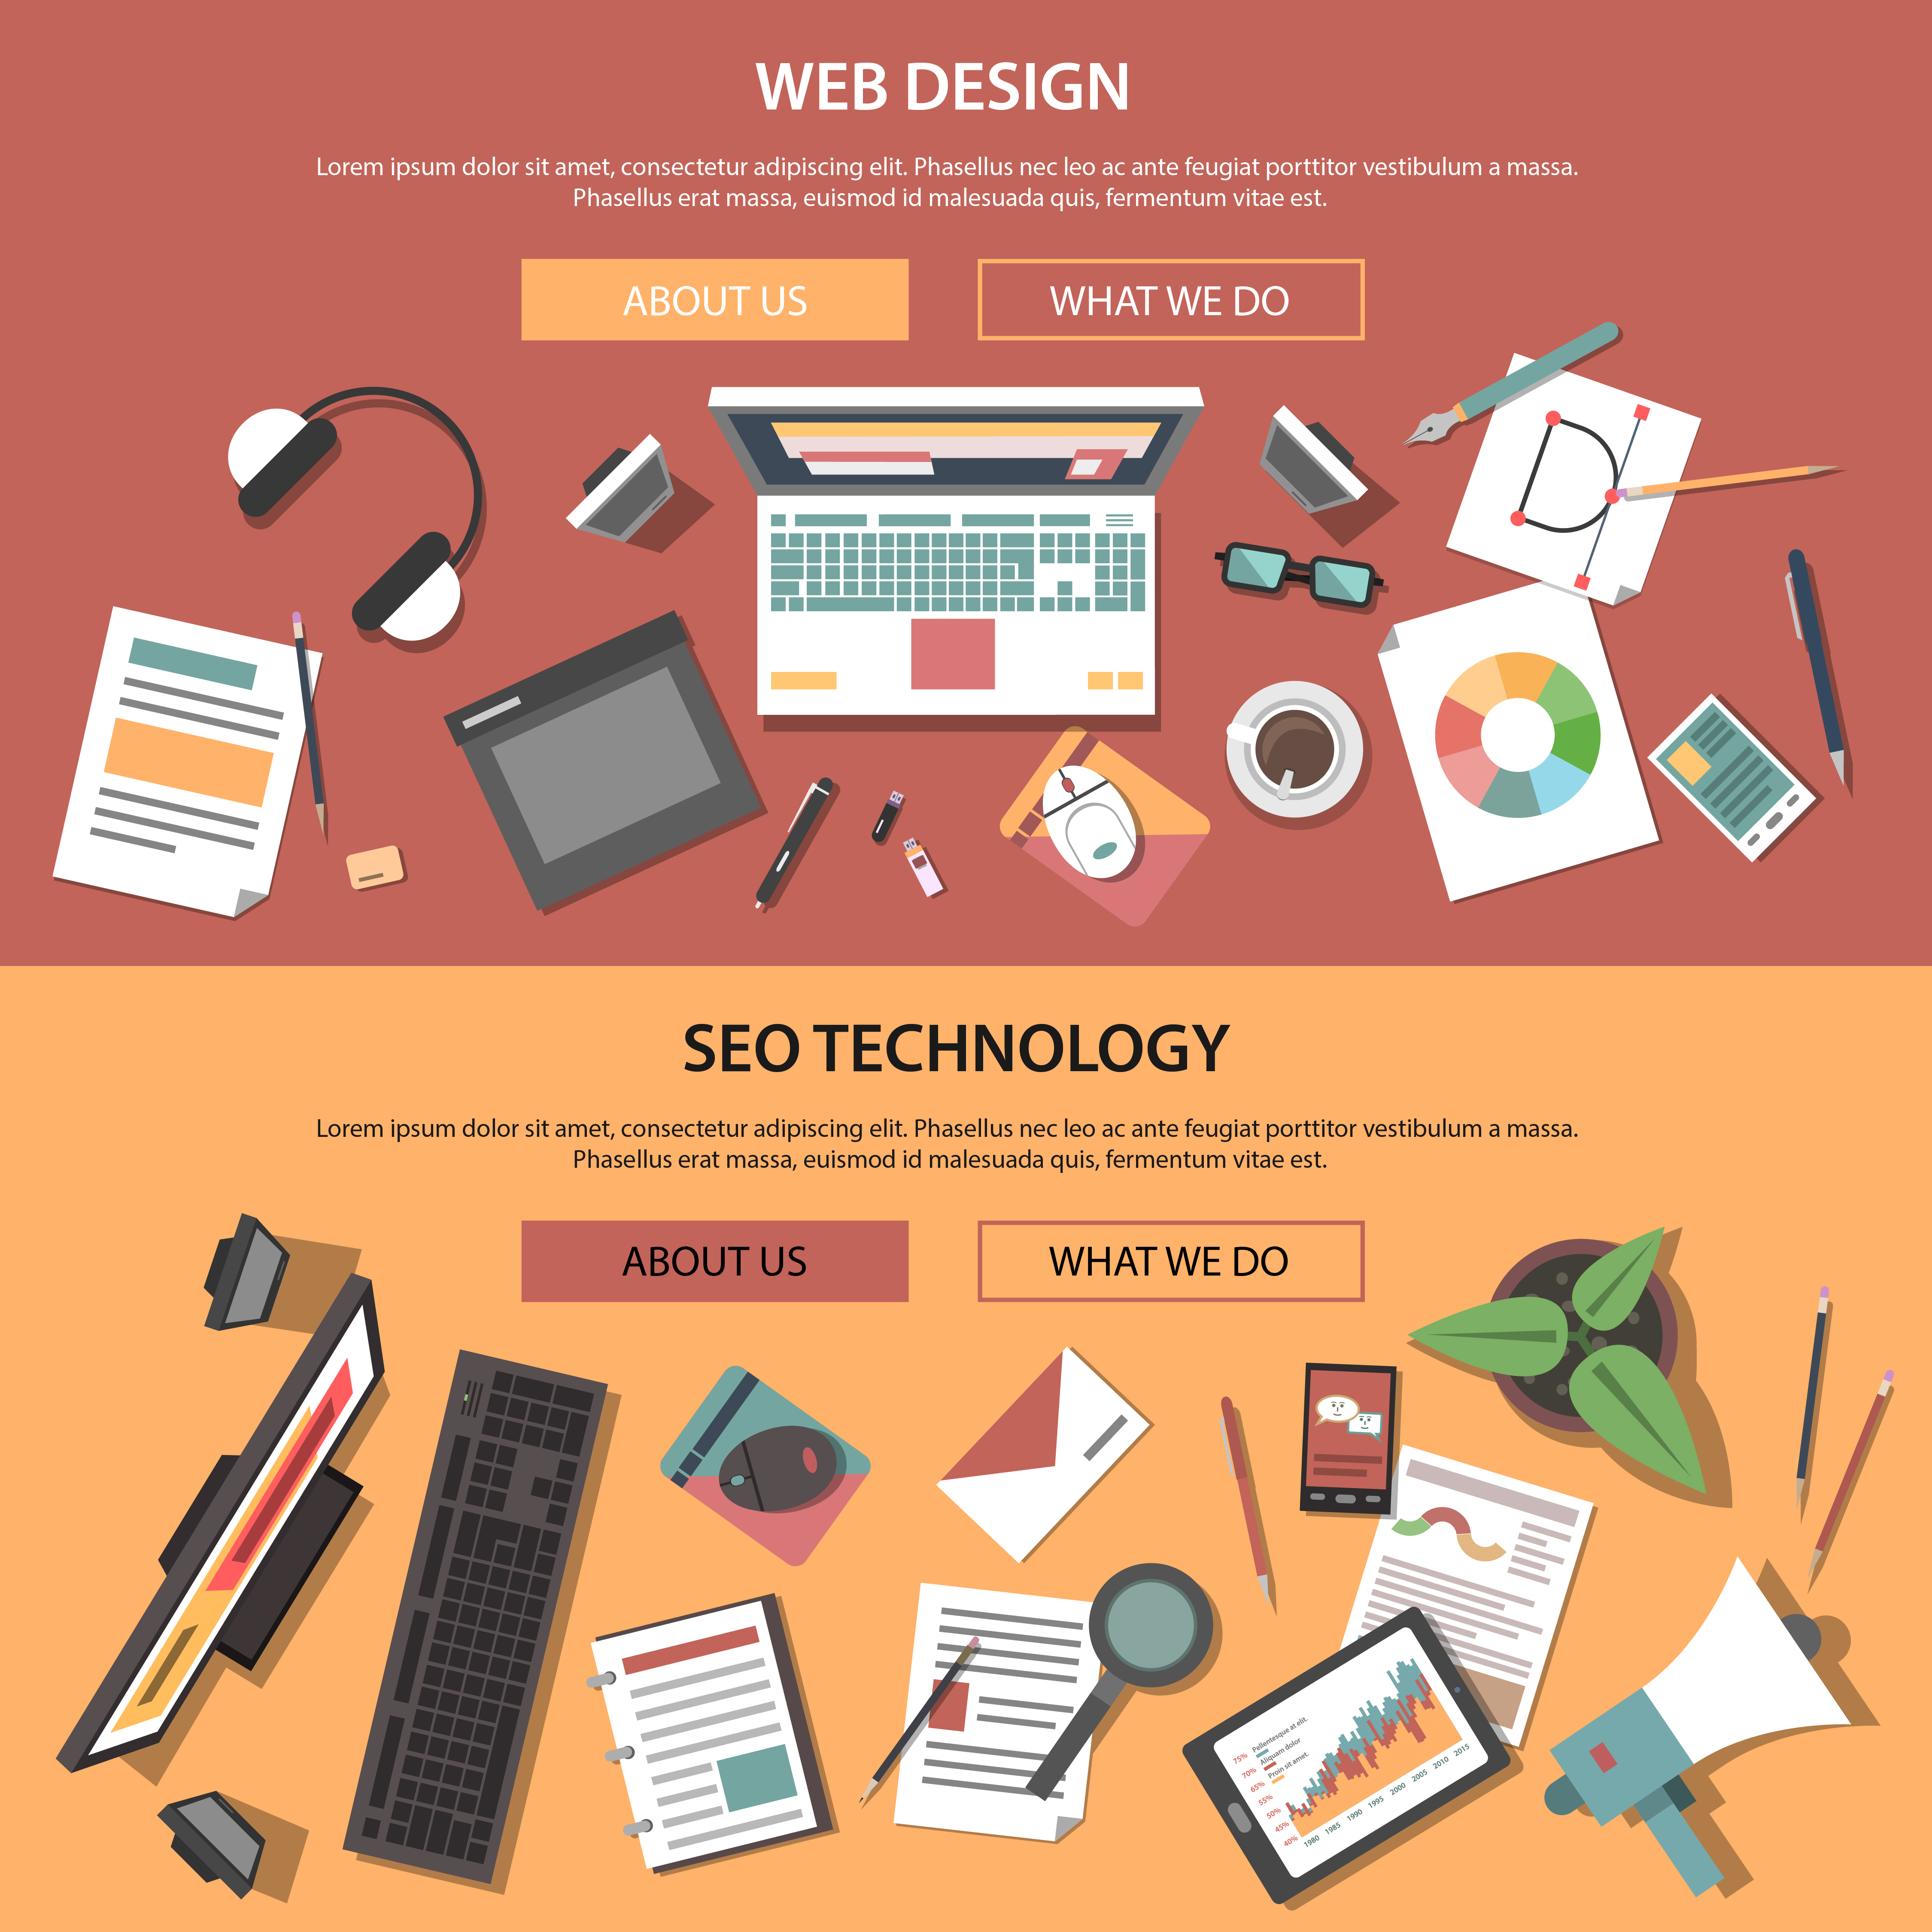 WEB DESIGN
Lorem ipsum dolor sit amet, consectetur adipiscing elit. Phasellus nec leo ac ante feugiat porttitor vestibulum a massa.
Phasellus erat massa, euismod id malesuada quis, fermentum vitae est.
ABOUT US
WHAT WE DO
SEO TECHNOLOGY
Lorem ipsum dolor sit amet, consectetur adipiscing elit. Phasellus nec leo ac ante feugiat porttitor vestibulum a massa.
Phasellus erat massa, euismod id malesuada quis, fermentum vitae est.
ABOUT US
WHAT WE DO
Pellentesque at elit.
Aliquam dolor
Proin sit amet.
75%
70%
65%
55%
50%
45%
40%
1980 1985 1990 1995 2000 2005 2010 2015